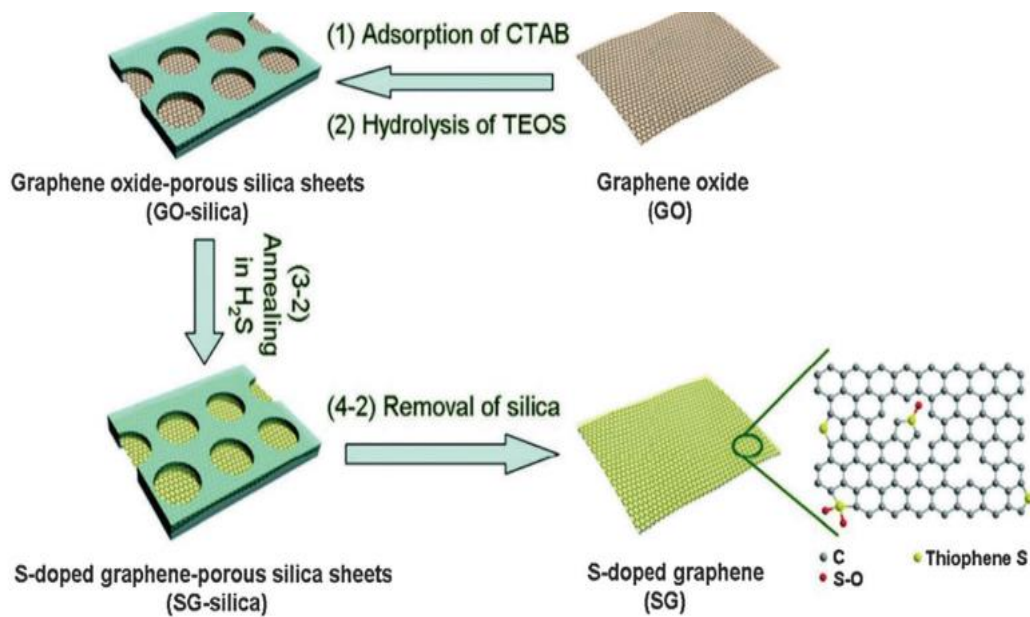 (1) Adsorption of CTAB
(2) Hydrolysis of TEOS
Graphene oxide-porous silica sheets
(GO-silica)
Graphene oxide
(GO)
(3-2)
Annealing
in H₂S
(4-2) Removal of silica
S-doped graphene-porous silica sheets
(SG-silica)
S-doped graphene
(SG)
C
Thiophene S
S-O